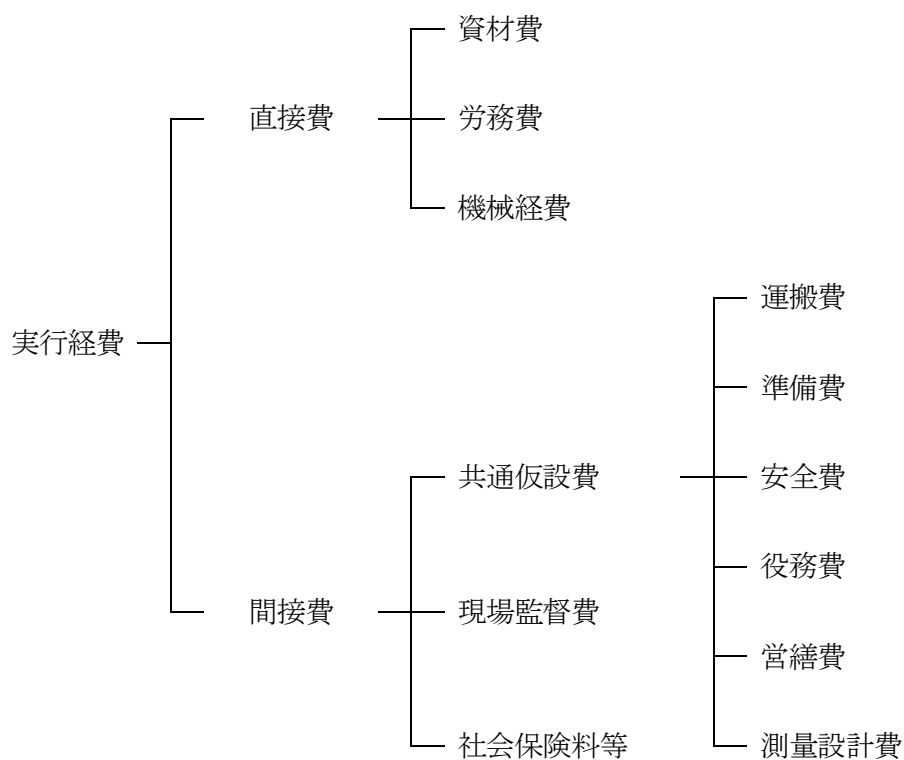 資材費
直接費
労務費
機械経費
運搬費
実行経費
準備費
共通仮設費
安全費
役務費
間接費
現場監督費
営繕費
社会保険料等
測量設計費